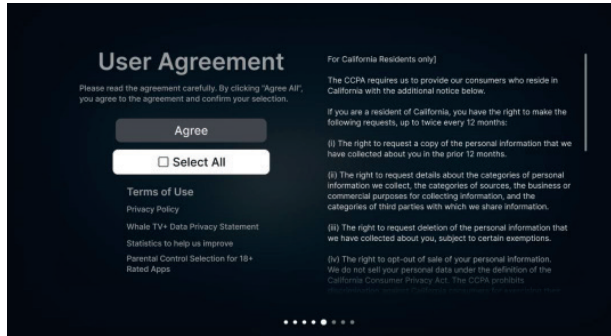 User Agreement
Please read the agreement carefully. By clicking "Agree All",
you agree to the agreement and confirm your selection.
Agree
Select All
Terms of Use
Privacy Policy
Whale TV+ Data Privacy Statement
Statistics to help us improve
Parental Control Selection for 18+
Rated Apps
For California Residents only]
The CCPA requires us to provide our consumers who reside in
California with the additional notice below.
If you are a resident of California, you have the right to make the
following requests, up to twice every 12 months:
(i) The right to request a copy of the personal information that we
have collected about you in the prior 12 months.
(ii) The right to request details about the categories of personal
information we collect, the categories of sources, the business or
commercial purposes for collecting information, and the
categories of third parties with which we share information.
(iii) The right to request deletion of the personal information that
we have collected about you, subject to certain exemptions.
(iv) The right to opt-out of sale of your personal information.
We do not sell your personal data under the definition of the
California Consumer Privacy Act. The CCPA prohibits